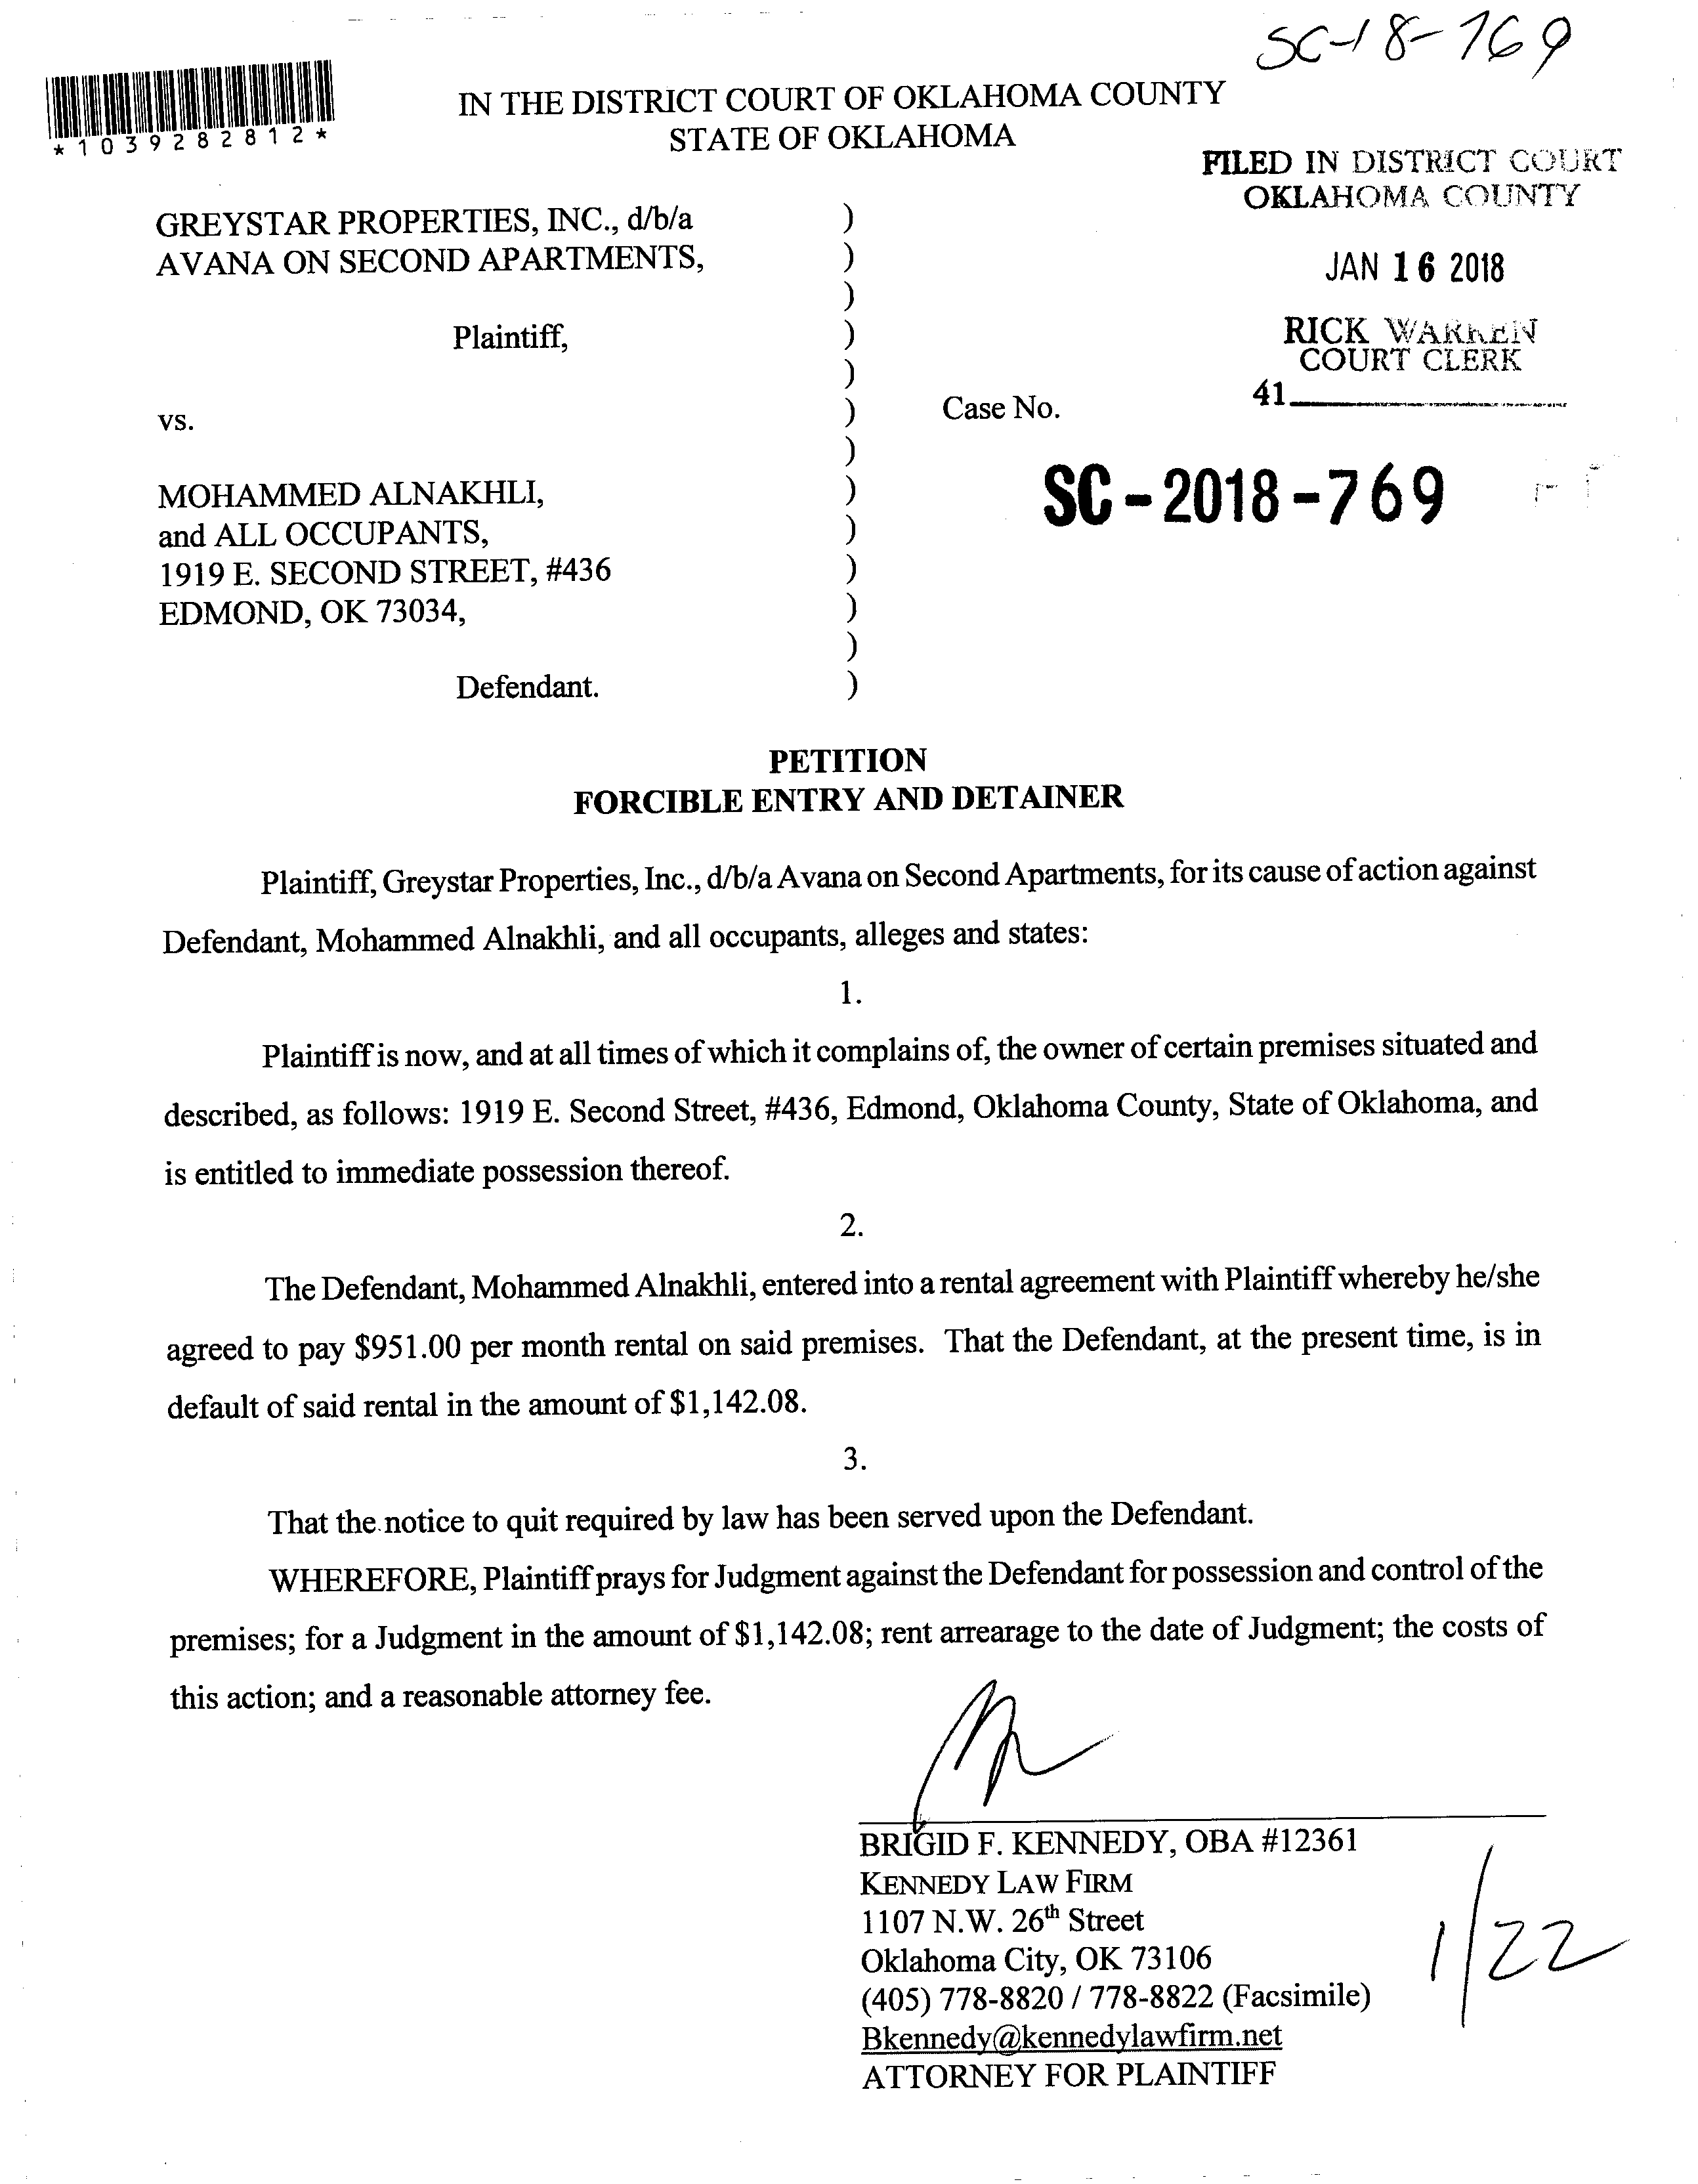 SC-18-769
*1039282812*
IN THE DISTRICT COURT OF OKLAHOMA COUNTY
STATE OF OKLAHOMA
FILED IN DISTRICT COURT
OKLAHOMA COUNTY
JAN 16 2018
RICK WARREN
COURT CLERK
41
GREYSTAR PROPERTIES, INC., d/b/a )
AVANA ON SECOND APARTMENTS, )
)
Plaintiff, )
)
vs. ) Case No.
)
MOHAMMED ALNAKHLI, )
and ALL OCCUPANTS, )
1919 E. SECOND STREET, #436 )
EDMOND, OK 73034, )
)
Defendant. )
SC-2018-769
PETITION
FORCIBLE ENTRY AND DETAINER
Plaintiff, Greystar Properties, Inc., d/b/a Avana on Second Apartments, for its cause of action against
Defendant, Mohammed Alnakhli, and all occupants, alleges and states:
1.
Plaintiff is now, and at all times of which it complains of, the owner of certain premises situated and
described, as follows: 1919 E. Second Street, #436, Edmond, Oklahoma County, State of Oklahoma, and
is entitled to immediate possession thereof.
2.
The Defendant, Mohammed Alnakhli, entered into a rental agreement with Plaintiff whereby he/she
agreed to pay $951.00 per month rental on said premises. That the Defendant, at the present time, is in
default of said rental in the amount of $1,142.08.
3.
That the notice to quit required by law has been served upon the Defendant.
WHEREFORE, Plaintiff prays for Judgment against the Defendant for possession and control of the
premises; for a Judgment in the amount of $1,142.08; rent arrearage to the date of Judgment; the costs of
this action; and a reasonable attorney fee.
BRIGID F. KENNEDY, OBA #12361
KENNEDY LAW FIRM
1107 N.W. 26th Street
Oklahoma City, OK 73106
(405) 778-8820 / 778-8822 (Facsimile)
Bkennedy@kennedylawfirm.net
ATTORNEY FOR PLAINTIFF
1/22